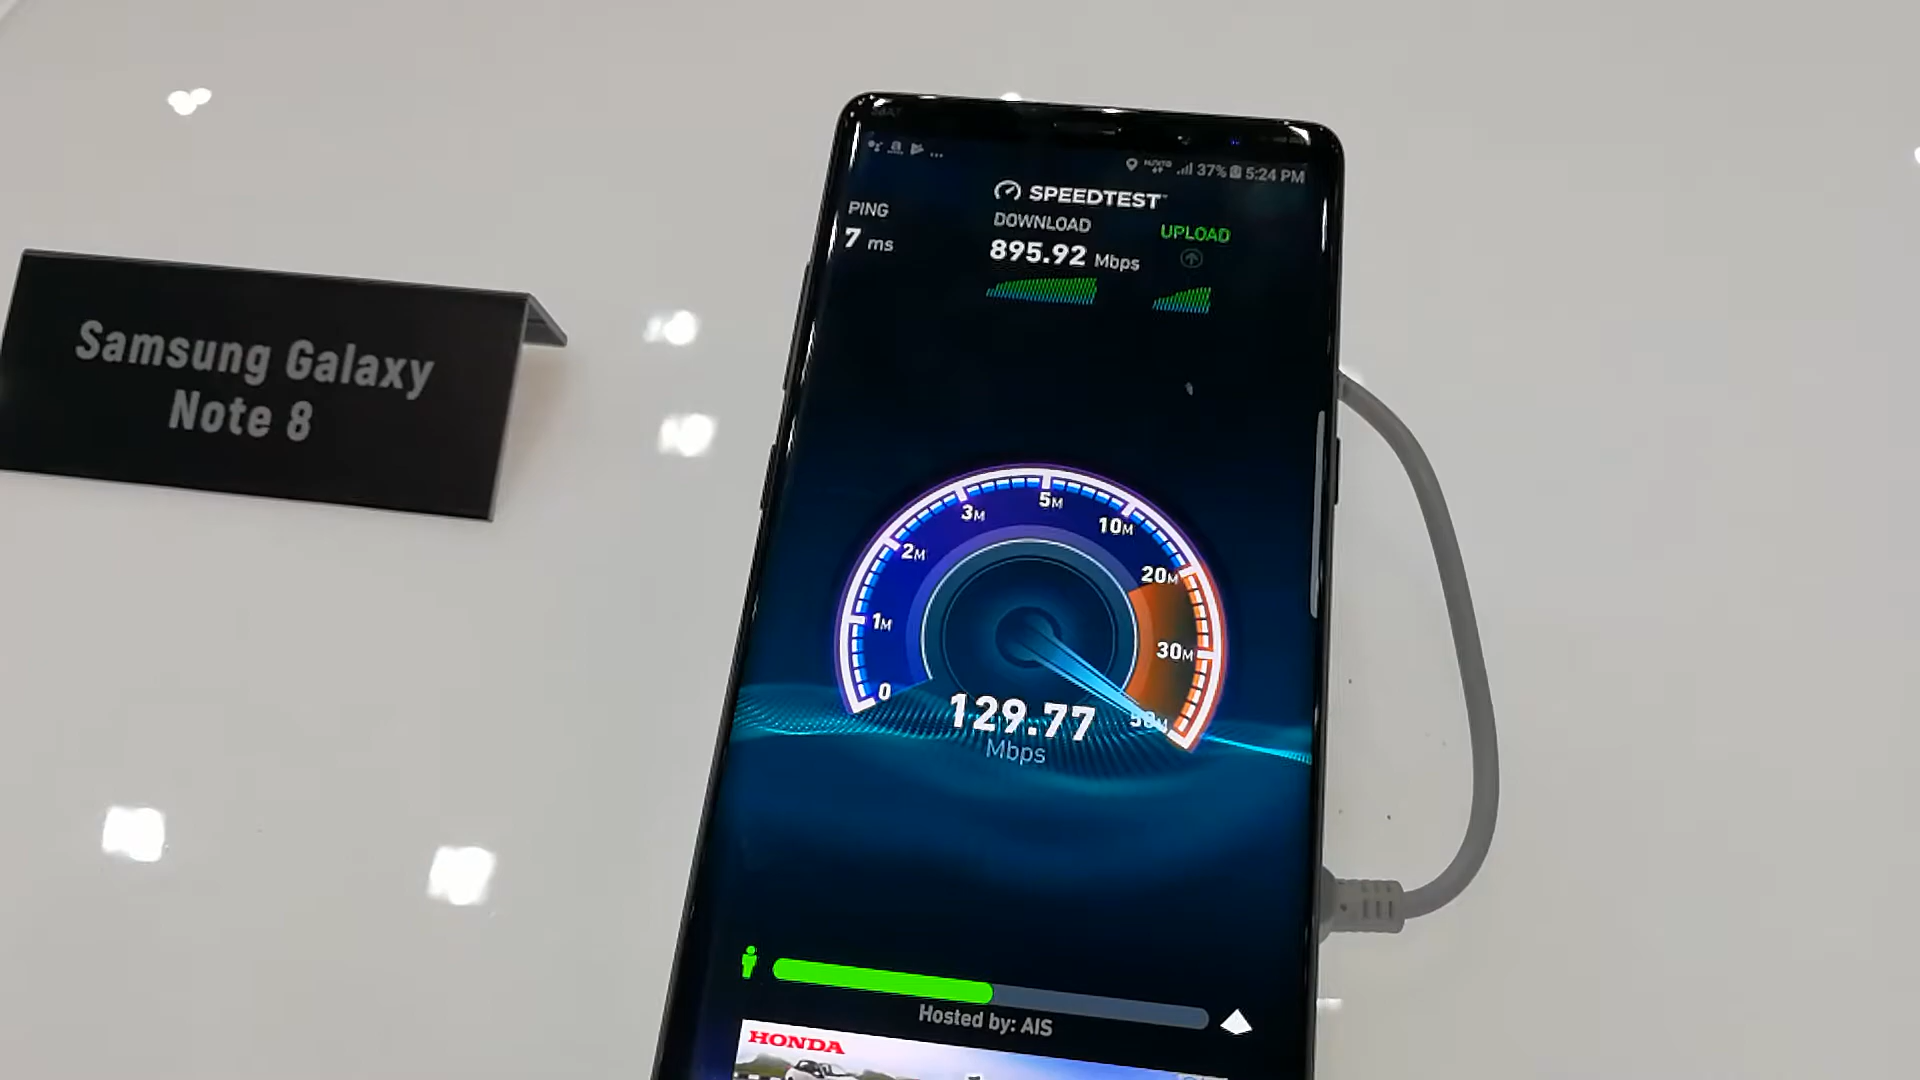 Samsung Galaxy
Note 8
37% 5:24 PM
SPEEDTEST
PING
7 ms
DOWNLOAD
895.92 Mbps
UPLOAD
0
1M
2M
3M
5M
10M
20M
30M
50M
129.77
Mbps
Hosted by: AIS
HONDA